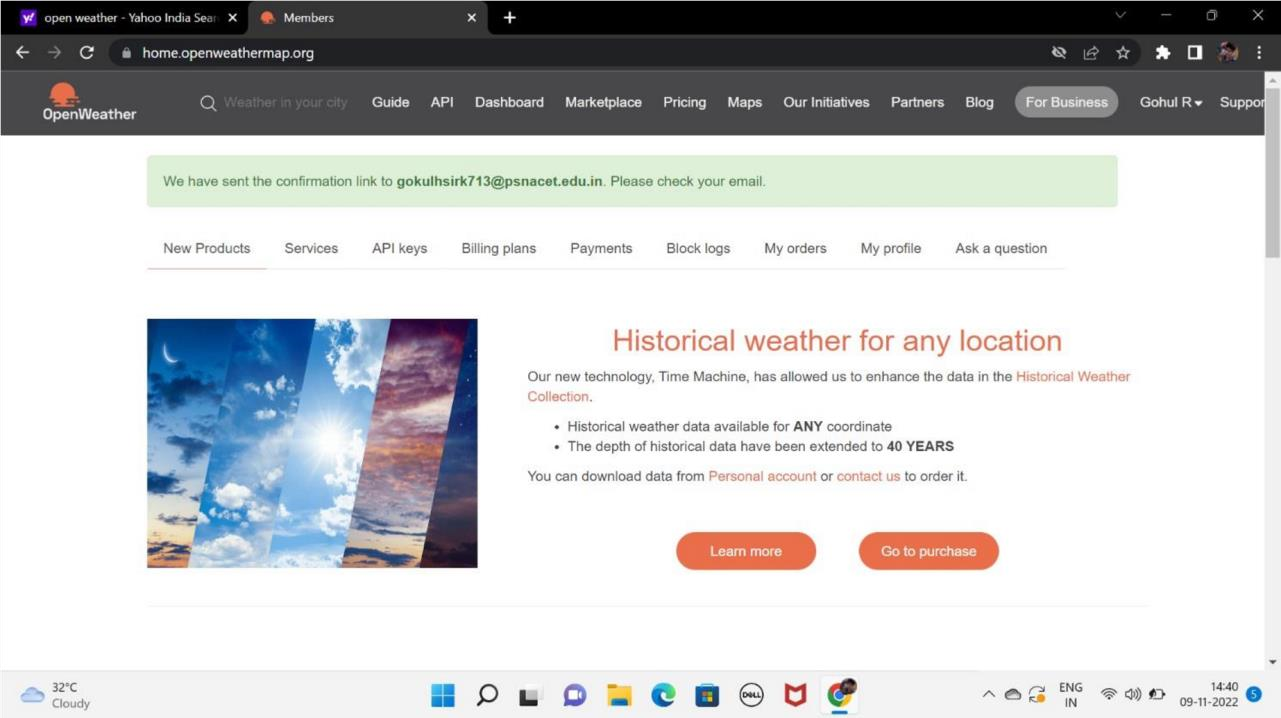 open weather - Yahoo India Sear
Members
home.openweathermap.org
OpenWeather
Weather in your city
Guide
API
Dashboard
Marketplace
Pricing
Maps
Our Initiatives
Partners
Blog
For Business
Gohul R
Suppor
We have sent the confirmation link to gokulhsirk713@psnacet.edu.in. Please check your email.
New Products
Services
API keys
Billing plans
Payments
Block logs
My orders
My profile
Ask a question
Historical weather for any location
Our new technology, Time Machine, has allowed us to enhance the data in the Historical Weather
Collection.
• Historical weather data available for ANY coordinate
• The depth of historical data have been extended to 40 YEARS
You can download data from Personal account or contact us to order it.
Learn more
Go to purchase
32°C
Cloudy
DELL
ENG
IN
14:40
09-11-2022
5